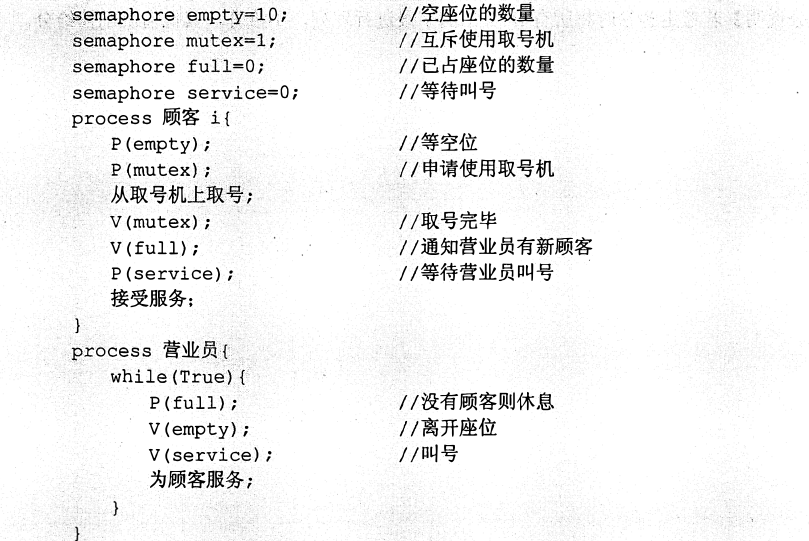 semaphore empty=10; //空座位的数量
semaphore mutex=1; //互斥使用取号机
semaphore full=0; //已占座位的数量
semaphore service=0; //等待叫号
process 顾客 i{
P(empty); //等空位
P(mutex); //申请使用取号机
从取号机上取号;
V(mutex); //取号完毕
V(full); //通知营业员有新顾客
P(service); //等待营业员叫号
接受服务;
}
process 营业员{
while(True){
P(full); //没有顾客则休息
V(empty); //离开座位
V(service); //叫号
为顾客服务;
}
}